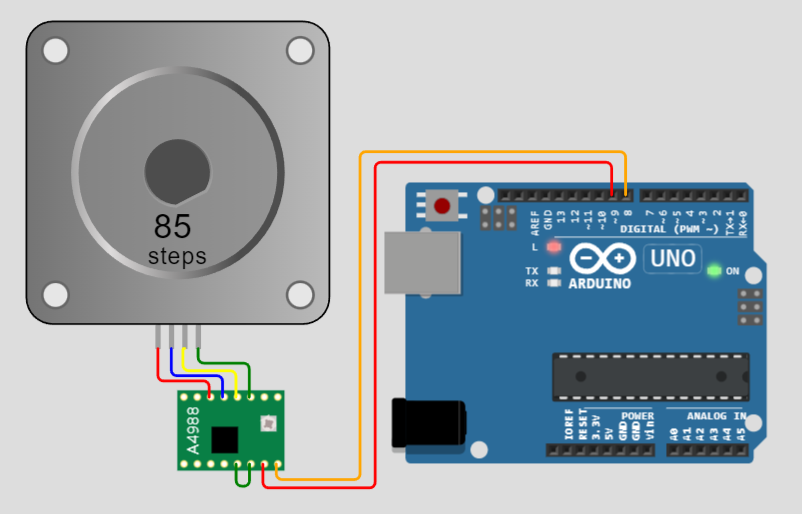 85
steps
A4988
AREF
GND
13
12
~11
~10
~9
8
7
~6
~5
4
~3
2
TX→1
RX←0
DIGITAL (PWM ~)
L
TX
RX
ARDUINO
UNO
ON
IOREF
RESET
3.3V
5V
GND
GND
Vin
POWER
ANALOG IN
A0
A1
A2
A3
A4
A5